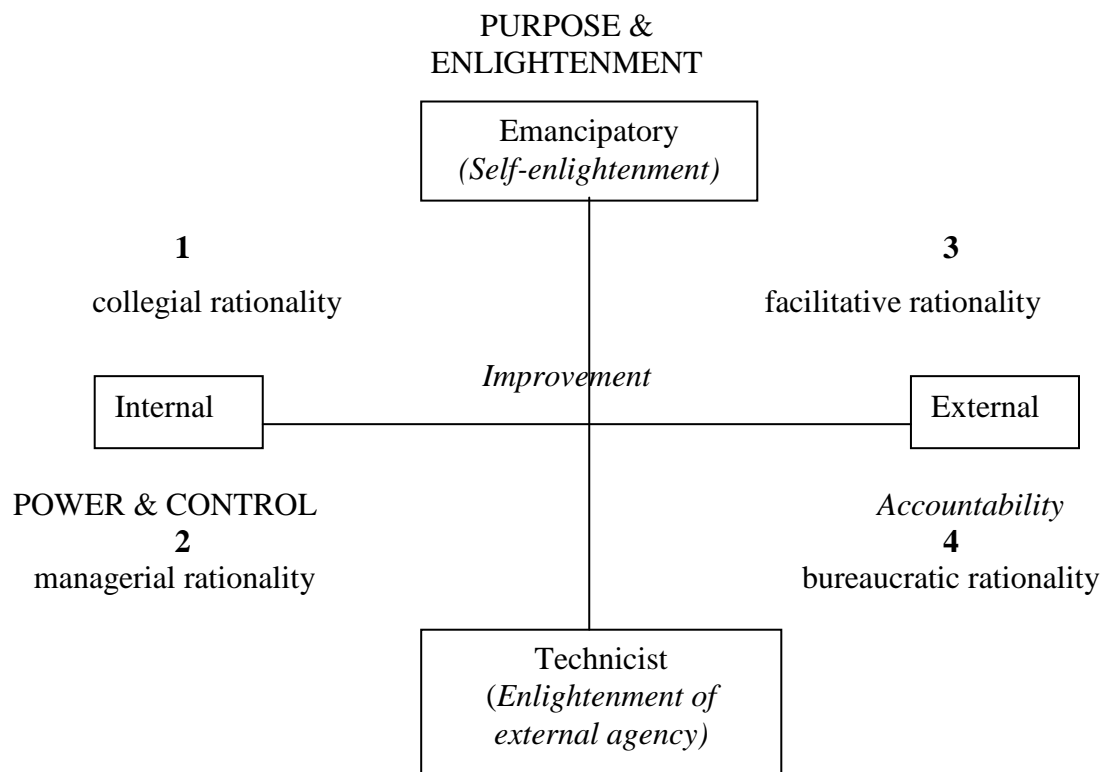 PURPOSE &
ENLIGHTENMENT
Emancipatory
(Self-enlightenment)
1
3
collegial rationality
facilitative rationality
Improvement
Internal
External
POWER & CONTROL
Accountability
2
4
managerial rationality
bureaucratic rationality
Technicist
(Enlightenment of
external agency)